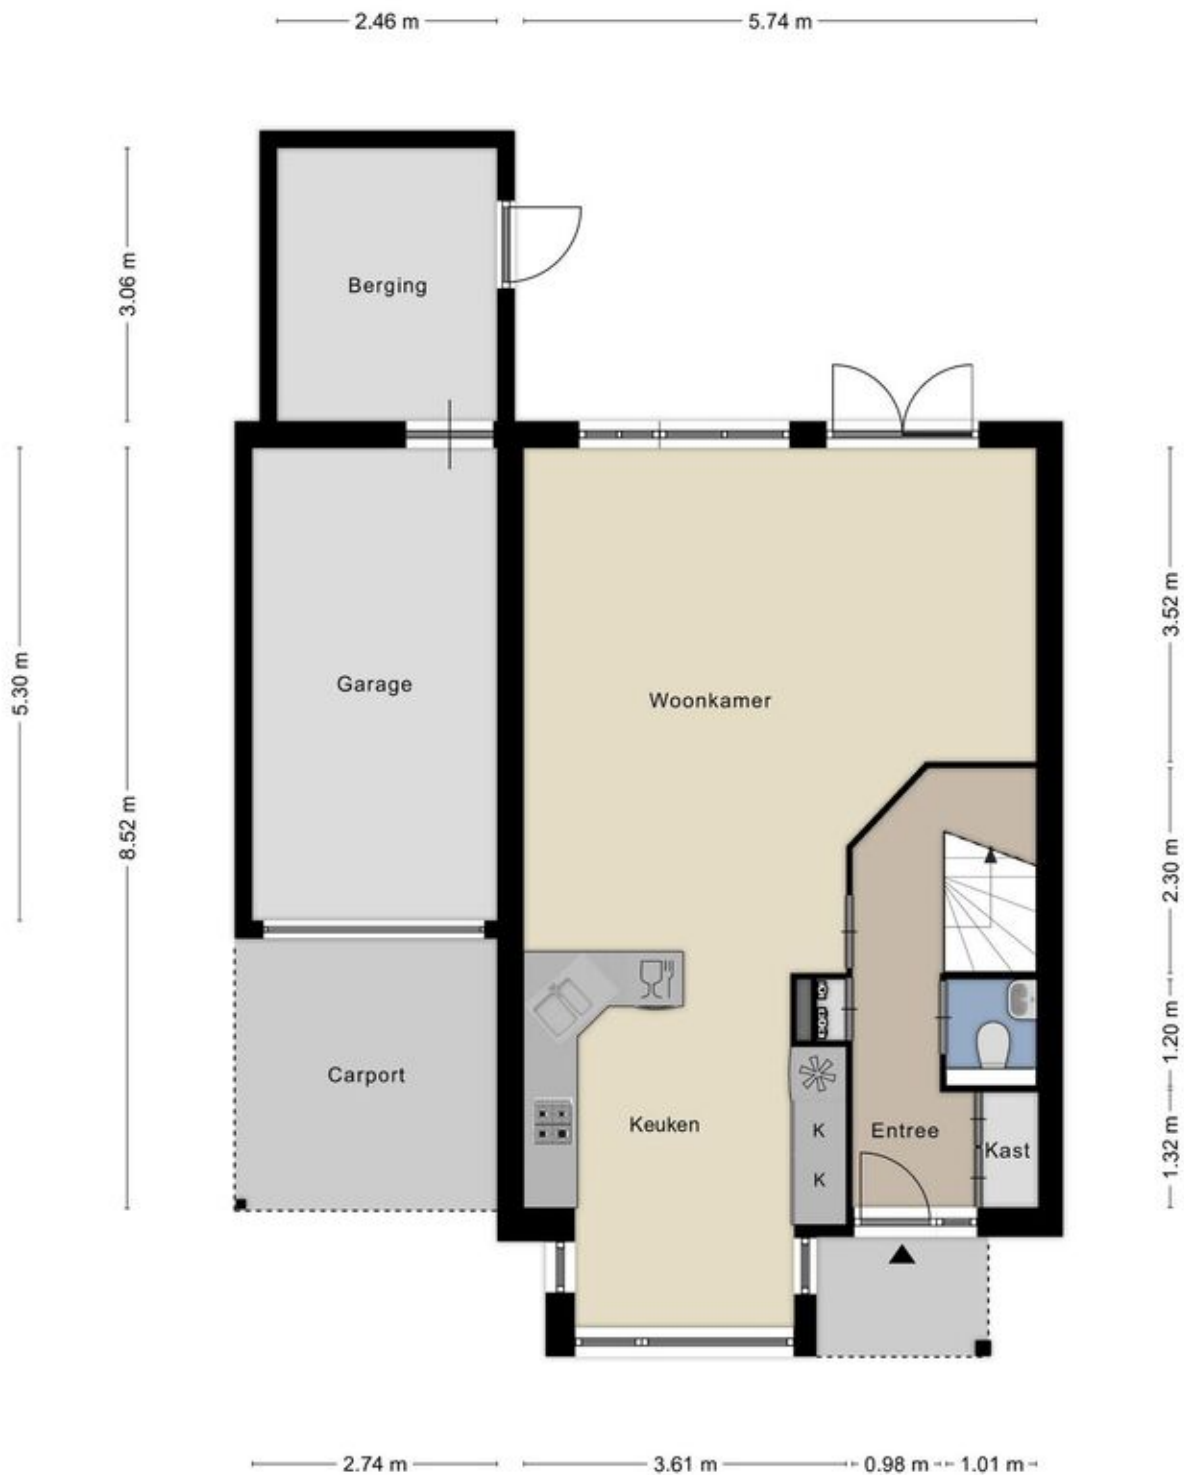 2.46 m
5.74 m
3.06 m
Berging
5.30 m
8.52 m
3.52 m
Garage
Woonkamer
2.30 m
1.20 m
Carport
Keuken
K
K
Entree
Kast
1.32 m
2.74 m
3.61 m
0.98 m
1.01 m